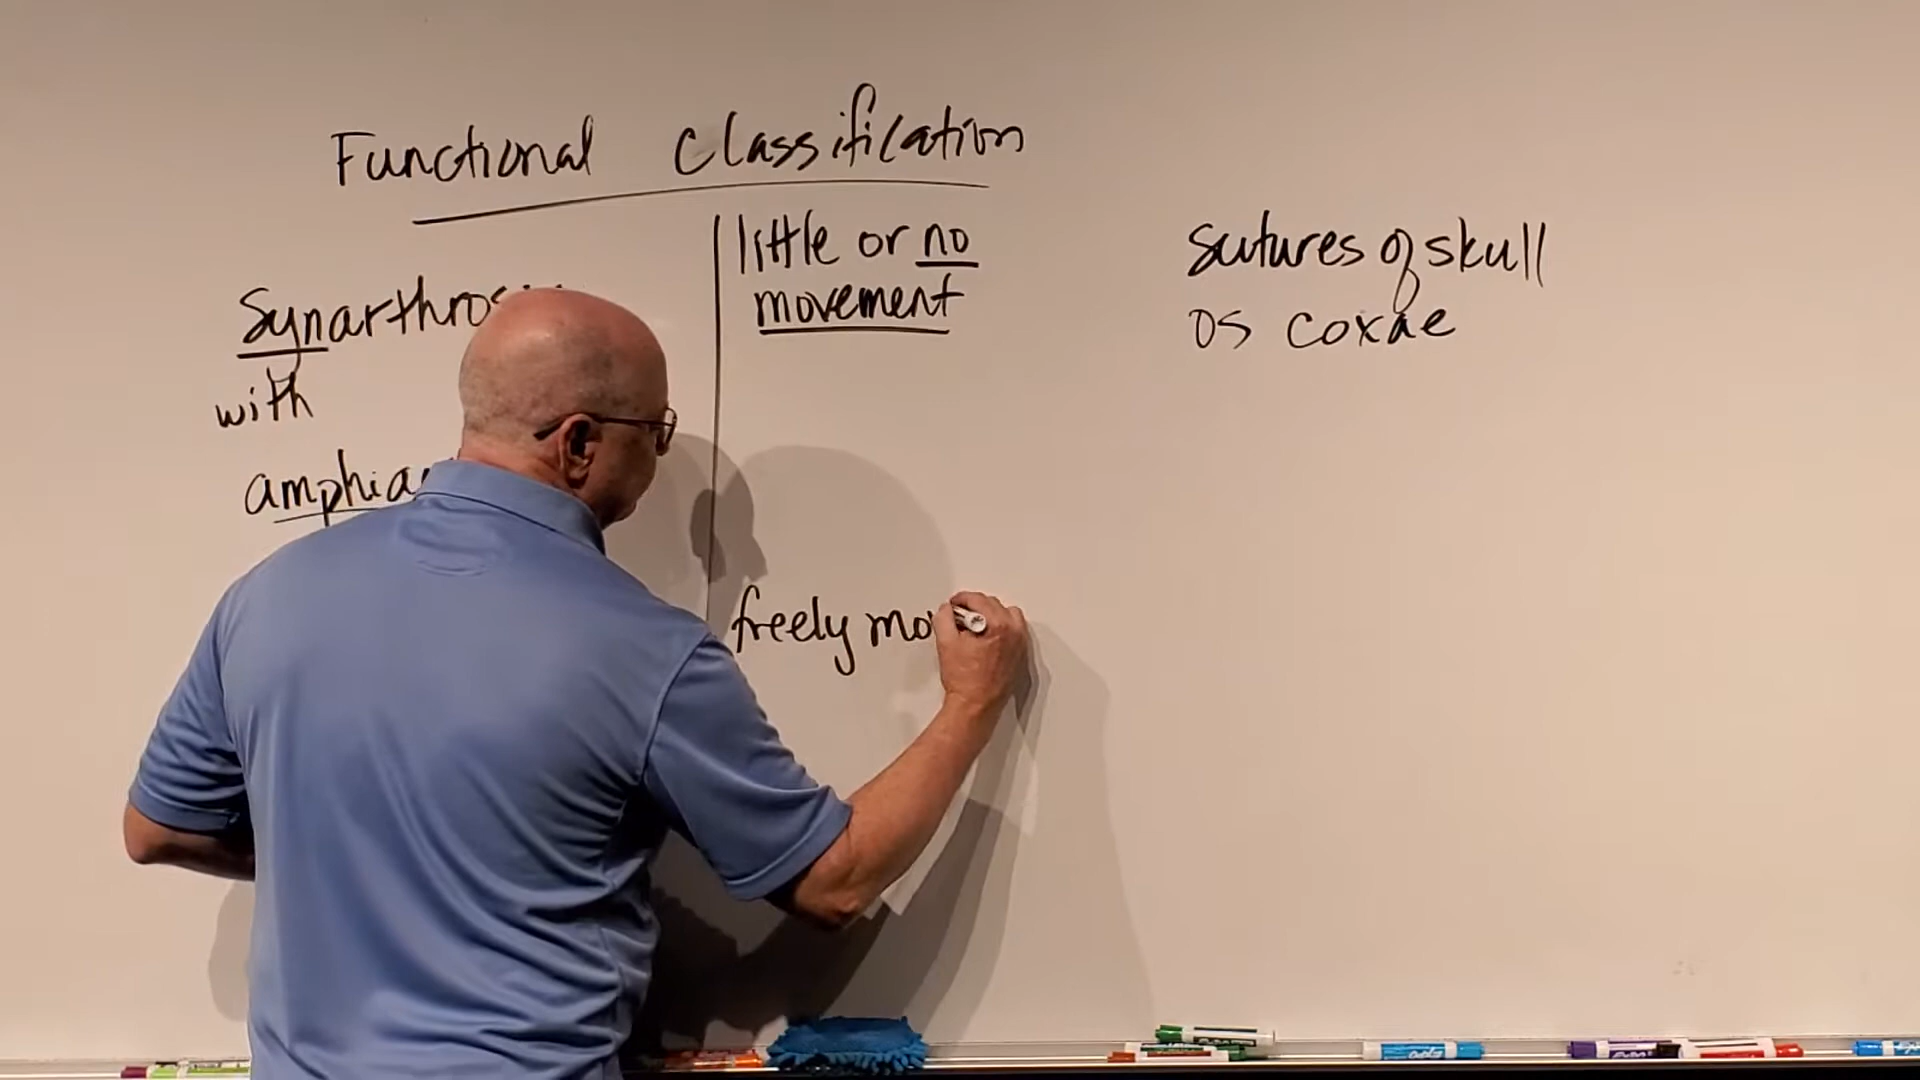 Functional Classification
little or no
movement
Sutures of skull
os coxae
with
freely